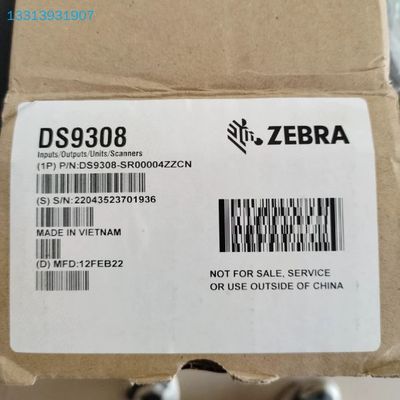 13313931907
DS9308
Inputs/Outputs/Units/Scanners
(1P) P/N:DS9308-SR00004ZZCN
ZEBRA
(S) S/N:22043523701936
MADE IN VIETNAM
(D) MFD:12FEB22
NOT FOR SALE, SERVICE
OR USE OUTSIDE OF CHINA